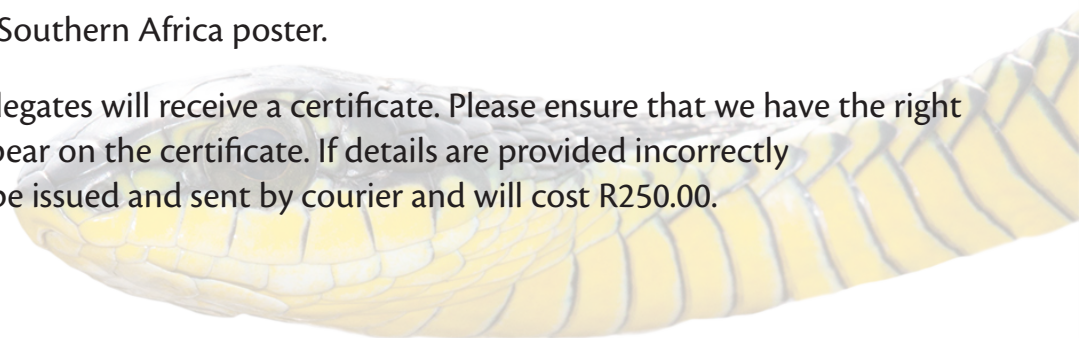 Southern Africa poster.
legates will receive a certificate. Please ensure that we have the right
pear on the certificate. If details are provided incorrectly
be issued and sent by courier and will cost R250.00.